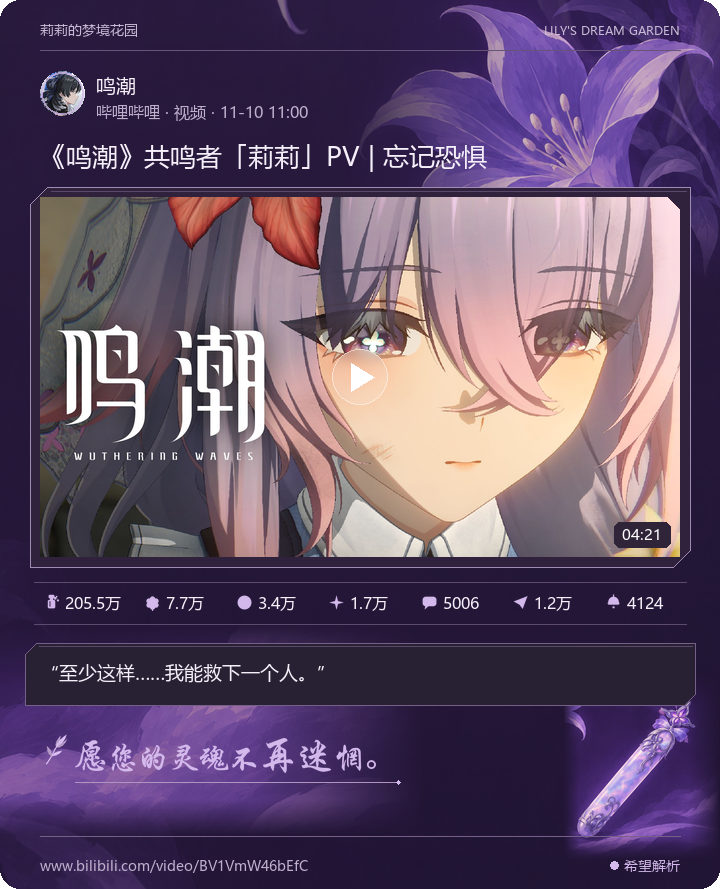 莉莉的梦境花园
LILY'S DREAM GARDEN
鸣潮
哔哩哔哩 · 视频 · 11-10 11:00
《鸣潮》共鸣者「莉莉」PV | 忘记恐惧
鸣潮
WUTHERING WAVES
04:21
205.5万 7.7万 3.4万 1.7万 5006 1.2万 4124
“至少这样……我能救下一个人。”
愿您的灵魂不再迷惘。
www.bilibili.com/video/BV1VmW46bEfC
希望解析